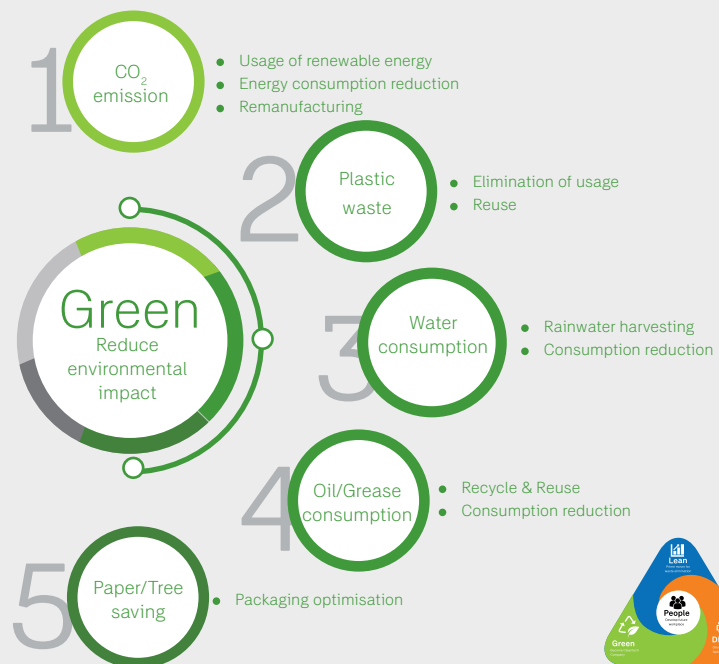 1
CO₂
emission
● Usage of renewable energy
● Energy consumption reduction
● Remanufacturing
2
Plastic
waste
● Elimination of usage
● Reuse
Green
Reduce
environmental
impact
3
Water
consumption
● Rainwater harvesting
● Consumption reduction
4
Oil/Grease
consumption
● Recycle & Reuse
● Consumption reduction
5
Paper/Tree
saving
● Packaging optimisation
Lean
People
Green